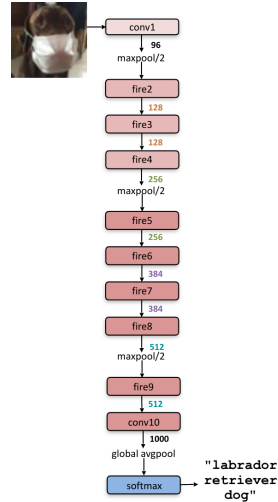 conv1
96
maxpool/2
fire2
128
fire3
128
fire4
256
maxpool/2
fire5
256
fire6
384
fire7
384
fire8
512
maxpool/2
fire9
512
conv10
1000
global avgpool
softmax
"labrador
retriever
dog"